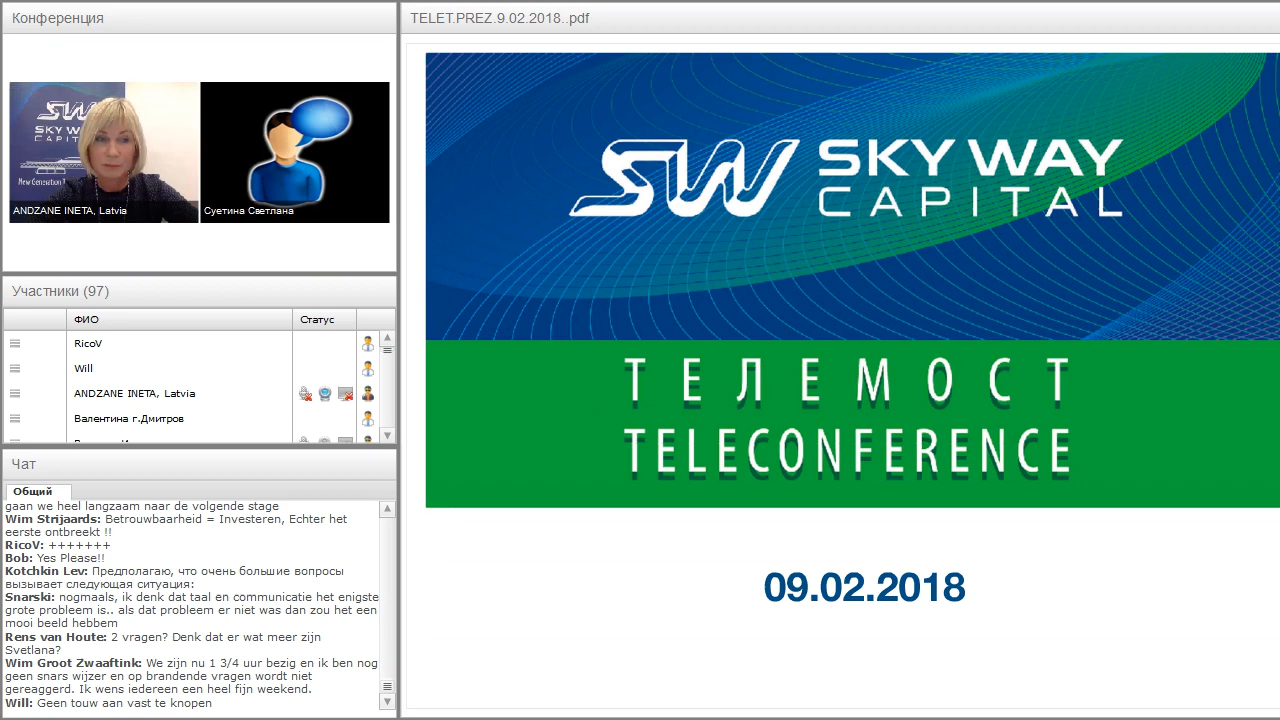 Конференция
SW
SKY WAY
CAPITAL
ANDZANE INETA, Latvia
Суетина Светлана
Участники (97)
ФИО
Статус
RicoV
Will
ANDZANE INETA, Latvia
Валентина г.Дмитров
Чат
Общий
gaan we heel langzaam naar de volgende stage
Wim Strijaards: Betrouwbaarheid = Investeren, Echter het
eerste ontbreekt !!
RicoV: +++++++
Bob: Yes Please!!
Kotchkin Lev: Предполагаю, что очень большие вопросы
вызывает следующая ситуация:
Snarski: nogmaals, ik denk dat taal en communicatie het enigste
grote probleem is.. als dat probleem er niet was dan zou het een
mooi beeld hebbem
Rens van Houte: 2 vragen? Denk dat er wat meer zijn
Svetlana?
Wim Groot Zwaaftink: We zijn nu 1 3/4 uur bezig en ik ben nog
geen snars wijzer en op brandende vragen wordt niet
gereaggerd. Ik wens iedereen een heel fijn weekend.
Will: Geen touw aan vast te knopen
TELET.PREZ.9.02.2018..pdf
SW SKY WAY
CAPITAL
ТЕЛЕМОСТ
TELECONFERENCE
09.02.2018